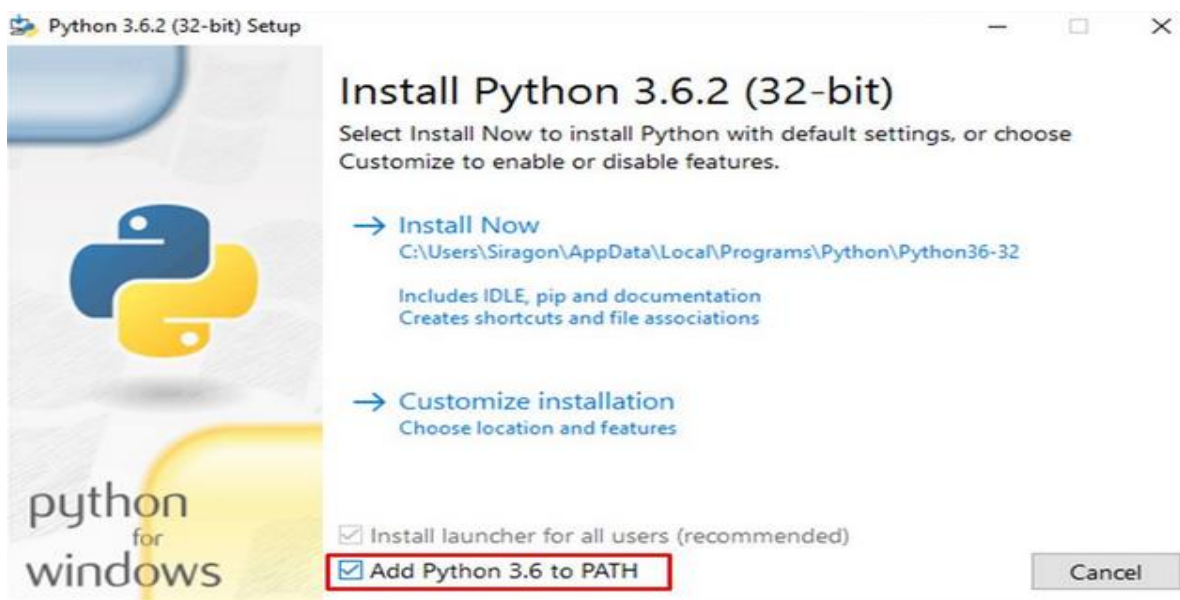 Python 3.6.2 (32-bit) Setup
Install Python 3.6.2 (32-bit)
Select Install Now to install Python with default settings, or choose
Customize to enable or disable features.
Install Now
C:\Users\Siragon\AppData\Local\Programs\Python\Python36-32
Includes IDLE, pip and documentation
Creates shortcuts and file associations
Customize installation
Choose location and features
python
for
windows
Install launcher for all users (recommended)
Add Python 3.6 to PATH
Cancel